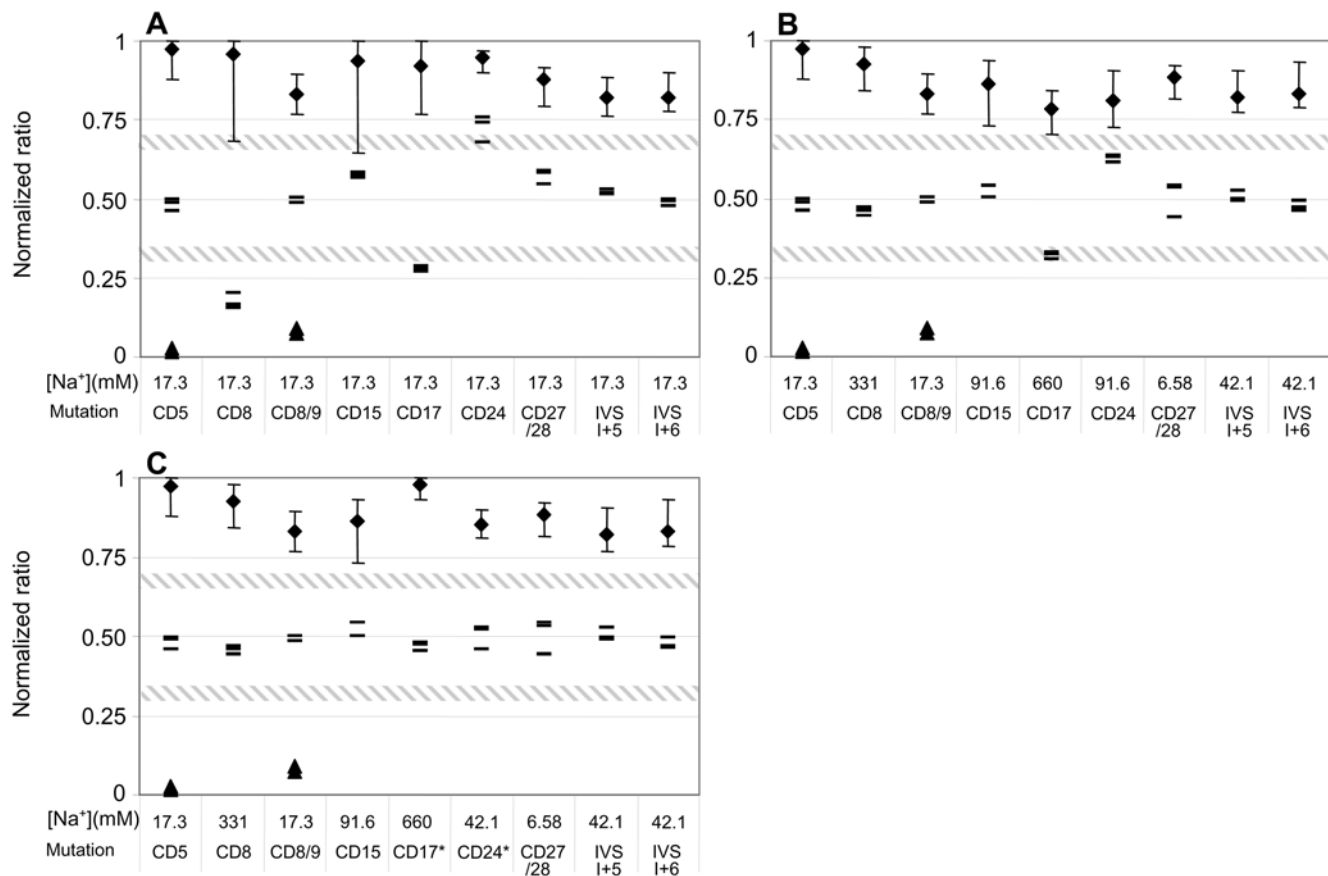 A
Normalized ratio
1
0.75
0.50
0.25
0
[Na⁺](mM) 17.3 17.3 17.3 17.3 17.3 17.3 17.3 17.3 17.3
Mutation CD5 CD8 CD8/9 CD15 CD17 CD24 CD27 IVS IVS
/28 I+5 I+6
B
1
0.75
0.50
0.25
0
17.3 331 17.3 91.6 660 91.6 6.58 42.1 42.1
CD5 CD8 CD8/9 CD15 CD17 CD24 CD27 IVS IVS
/28 I+5 I+6
C
Normalized ratio
1
0.75
0.50
0.25
0
[Na⁺](mM) 17.3 331 17.3 91.6 660 42.1 6.58 42.1 42.1
Mutation CD5 CD8 CD8/9 CD15 CD17* CD24* CD27 IVS IVS
/28 I+5 I+6